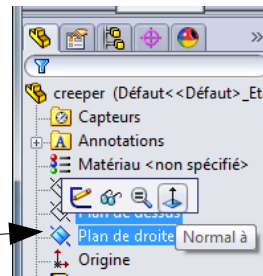 »
creeper (Défaut<<Défaut>_Et
Capteurs
A Annotations
Matériau <non spécifié>
Plan de dessus
Plan de droite Normal à
Origine